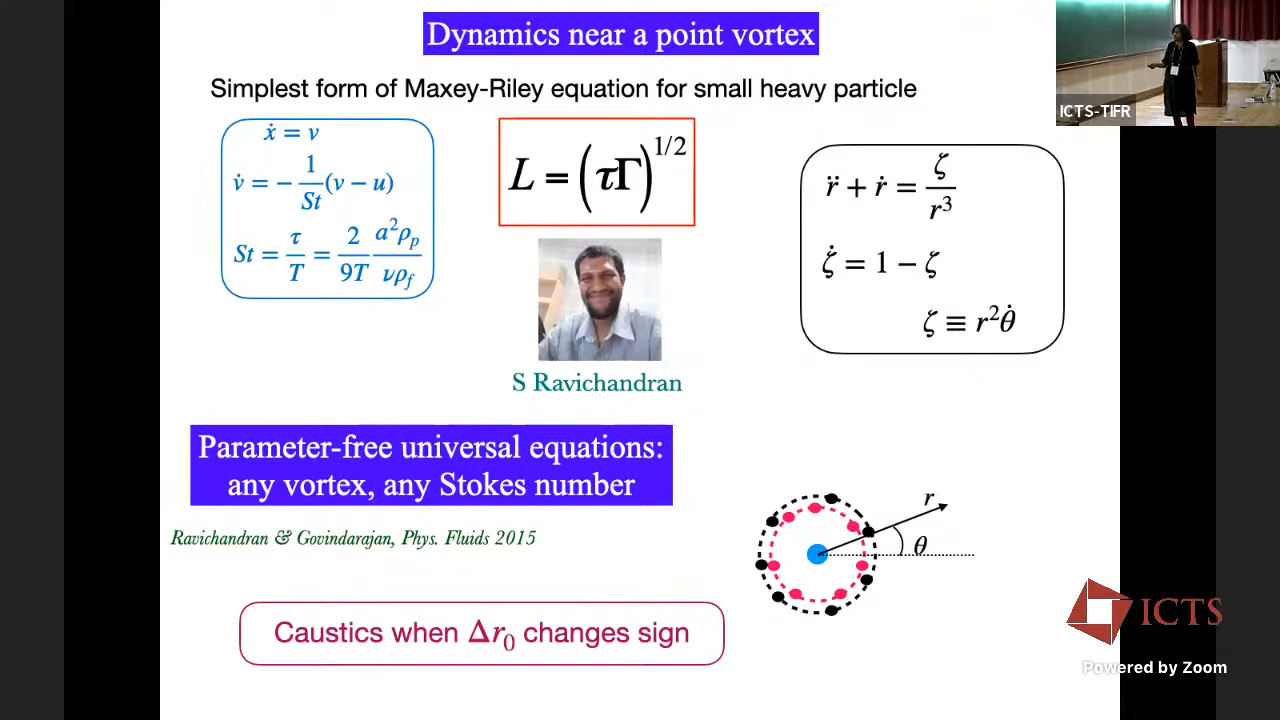 Dynamics near a point vortex
Simplest form of Maxey-Riley equation for small heavy particle
ẋ = v
v̇ = − 1/St (v − u)
St = τ/T = 2/9T a²ρₚ/νρ_f
L = (τΓ)^1/2
r̈ + ṙ = ζ/r³
ζ̇ = 1 − ζ
ζ ≡ r²θ̇
ICTS-TIFR
S Ravichandran
Parameter-free universal equations:
any vortex, any Stokes number
Ravichandran & Govindarajan, Phys. Fluids 2015
r
θ
Caustics when Δr₀ changes sign
ICTS
Powered by Zoom